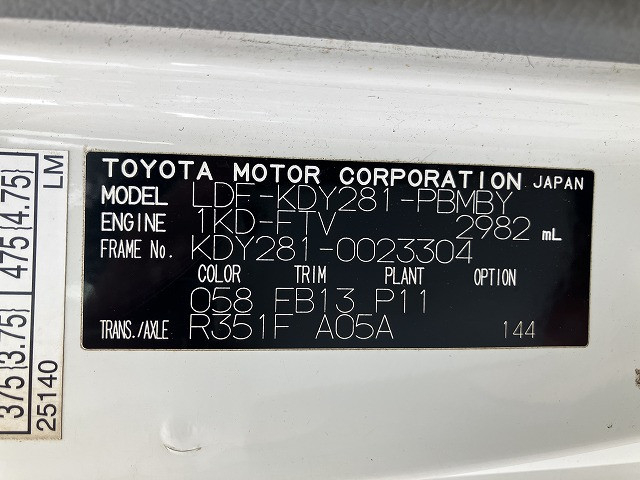 TOYOTA MOTOR CORPORATION JAPAN
MODEL LDF-KDY281-PBMBY
ENGINE 1KD-FTV 2982 mL
FRAME No. KDY281-0023304
COLOR TRIM PLANT OPTION
058 FB13 P11
TRANS./AXLE R351F A05A 144
375 (3.75) 475 (4.75)
25140 LM